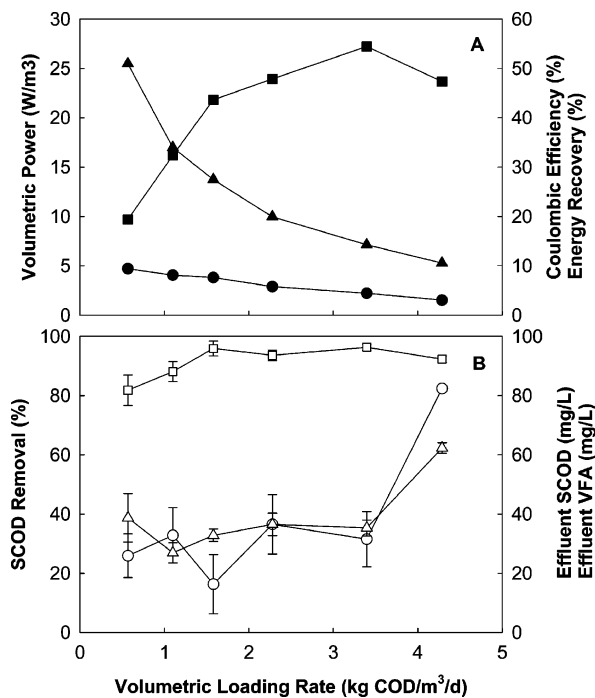 30 60
A
25 50
20 40
15 30
10 20
5 10
0 0
Volumetric Power (W/m3)
Coulombic Efficiency (%)
Energy Recovery (%)
100 100
B
80 80
60 60
40 40
20 20
0 0
SCOD Removal (%)
Effluent SCOD (mg/L)
Effluent VFA (mg/L)
0 1 2 3 4 5
Volumetric Loading Rate (kg COD/m³/d)